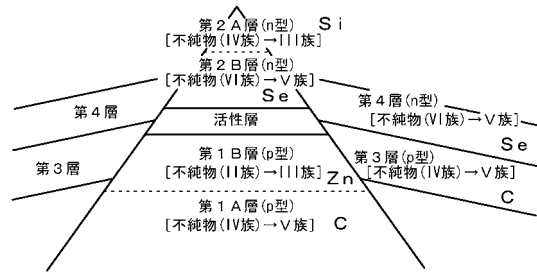 第2A層(n型) Si
[不純物(IV族)→III族]
第2B層(n型)
[不純物(VI族)→V族]
Se
第4層
活性層
第4層(n型)
[不純物(VI族)→V族]
Se
第3層
第1B層(p型)
[不純物(II族)→III族]
Zn
第3層(p型)
[不純物(IV族)→V族]
C
第1A層(p型)
[不純物(IV族)→V族] C